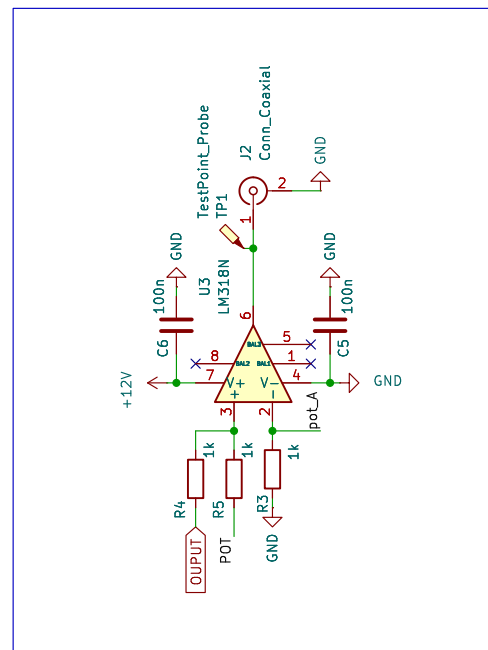 TestPoint_Probe
TP1
J2
Conn_Coaxial
GND
2
1
GND
100n
C6
U3
LM318N
6
GND
100n
C5
5
BAL3
8
BAL2
BAL1
1
+12V
7
V+
V-
4
GND
+
-
3
2
pot_A
1k
R4
1k
R5
1k
R3
OUPUT
POT
GND